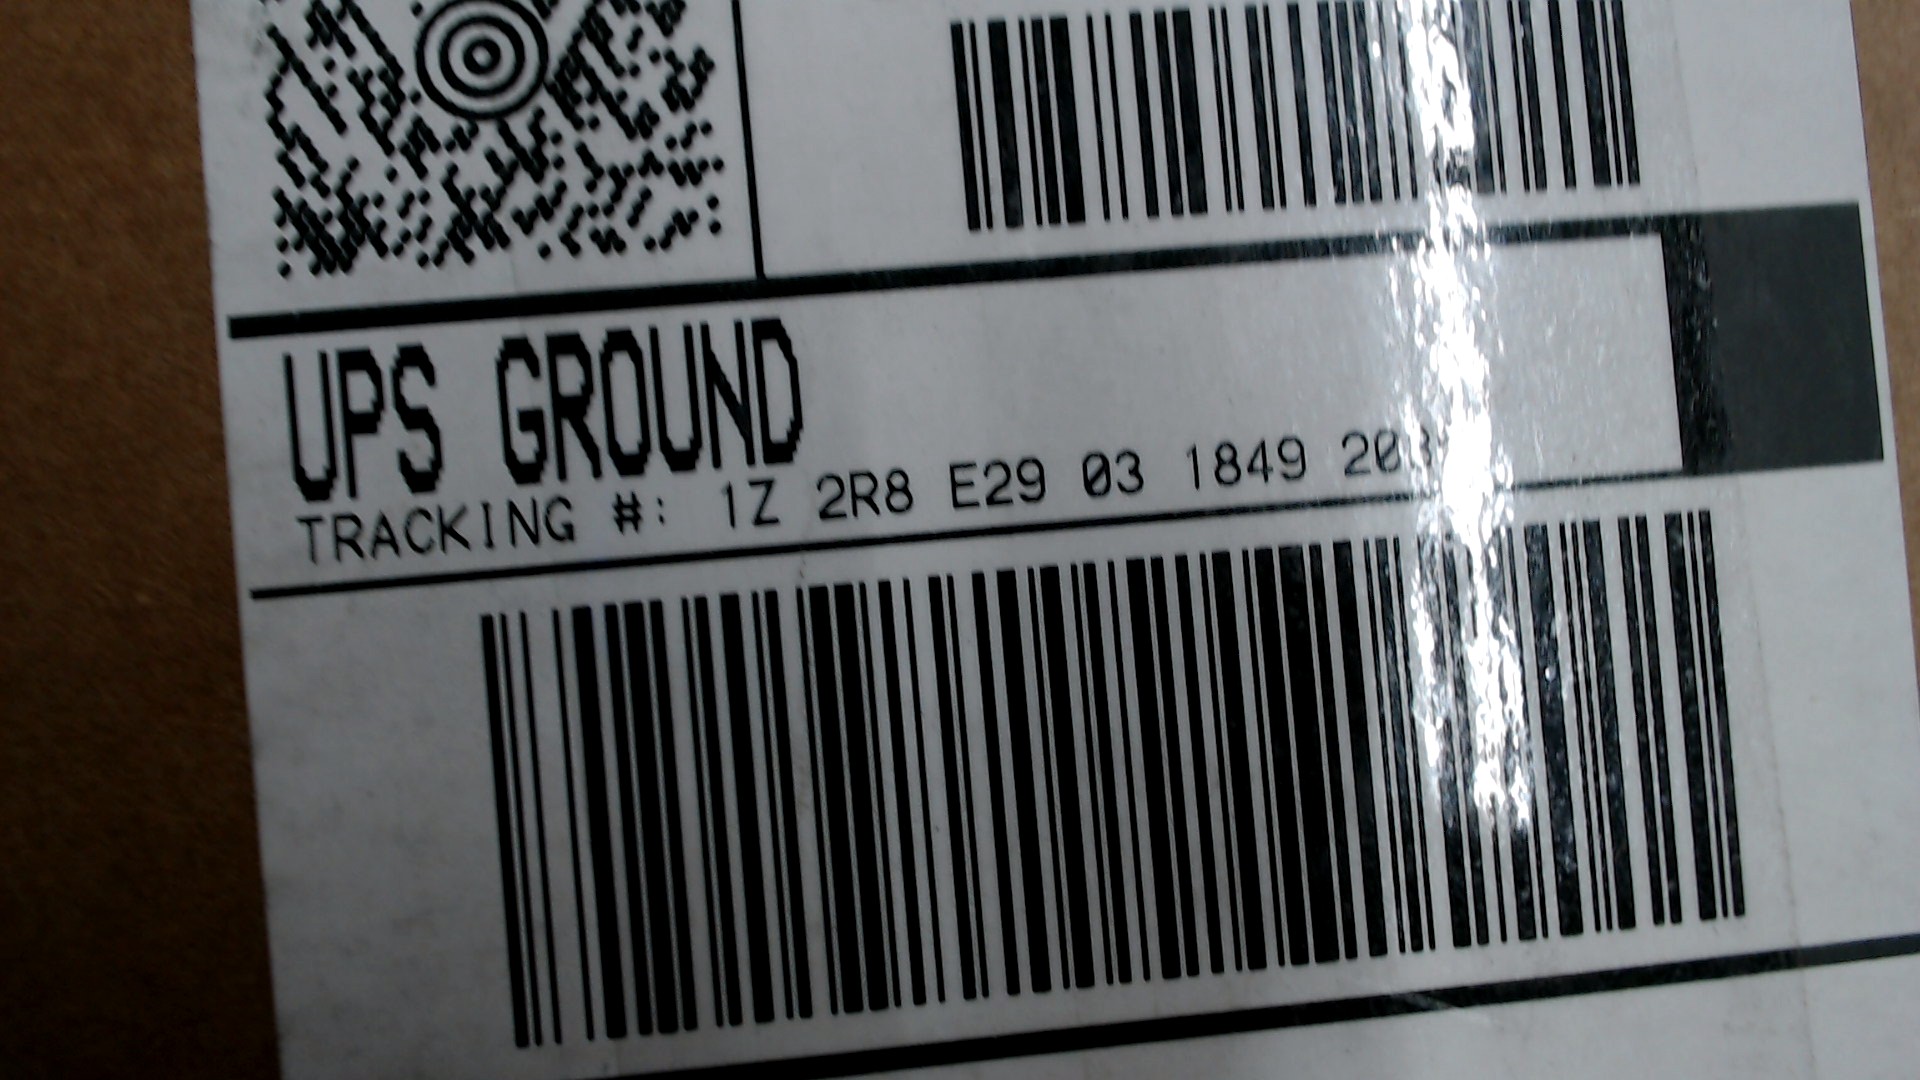 UPS GROUND
TRACKING #: 1Z 2R8 E29 03 1849